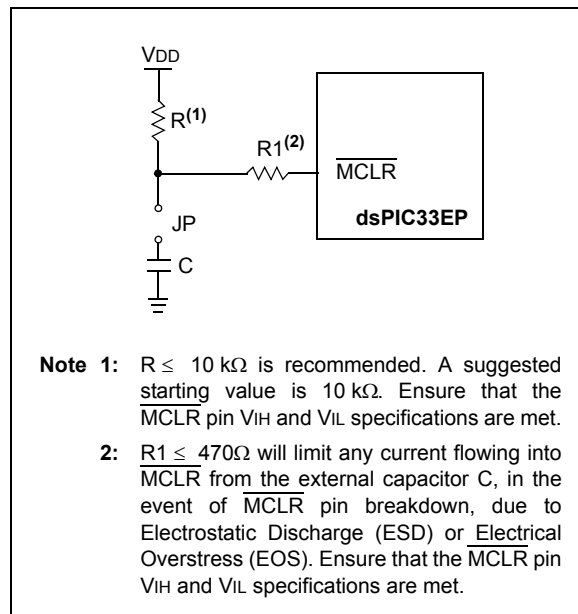 VDD
R(1)
R1(2)
MCLR
dsPIC33EP
JP
C
Note 1: R ≤ 10 kΩ is recommended. A suggested
starting value is 10 kΩ. Ensure that the
MCLR pin VIH and VIL specifications are met.
2: R1 ≤ 470Ω will limit any current flowing into
MCLR from the external capacitor C, in the
event of MCLR pin breakdown, due to
Electrostatic Discharge (ESD) or Electrical
Overstress (EOS). Ensure that the MCLR pin
VIH and VIL specifications are met.